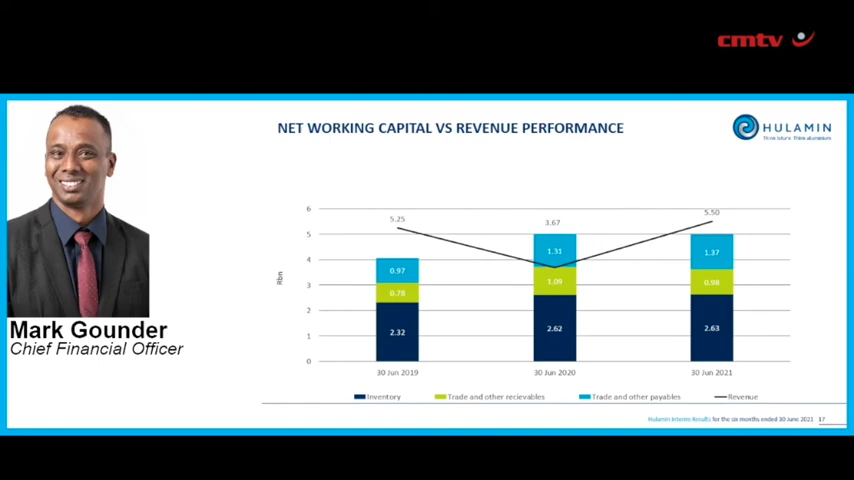 cmtv
NET WORKING CAPITAL VS REVENUE PERFORMANCE
HULAMIN
Think future. Think aluminium.
Mark Gounder
Chief Financial Officer
Rbn
6
5
4
3
2
1
0
5.25
3.67
5.50
0.97
0.78
2.32
1.31
1.09
2.62
1.37
0.98
2.63
30 Jun 2019
30 Jun 2020
30 Jun 2021
Inventory
Trade and other recievables
Trade and other payables
Revenue
Hulamin Interim Results for the six months ended 30 June 2021 17